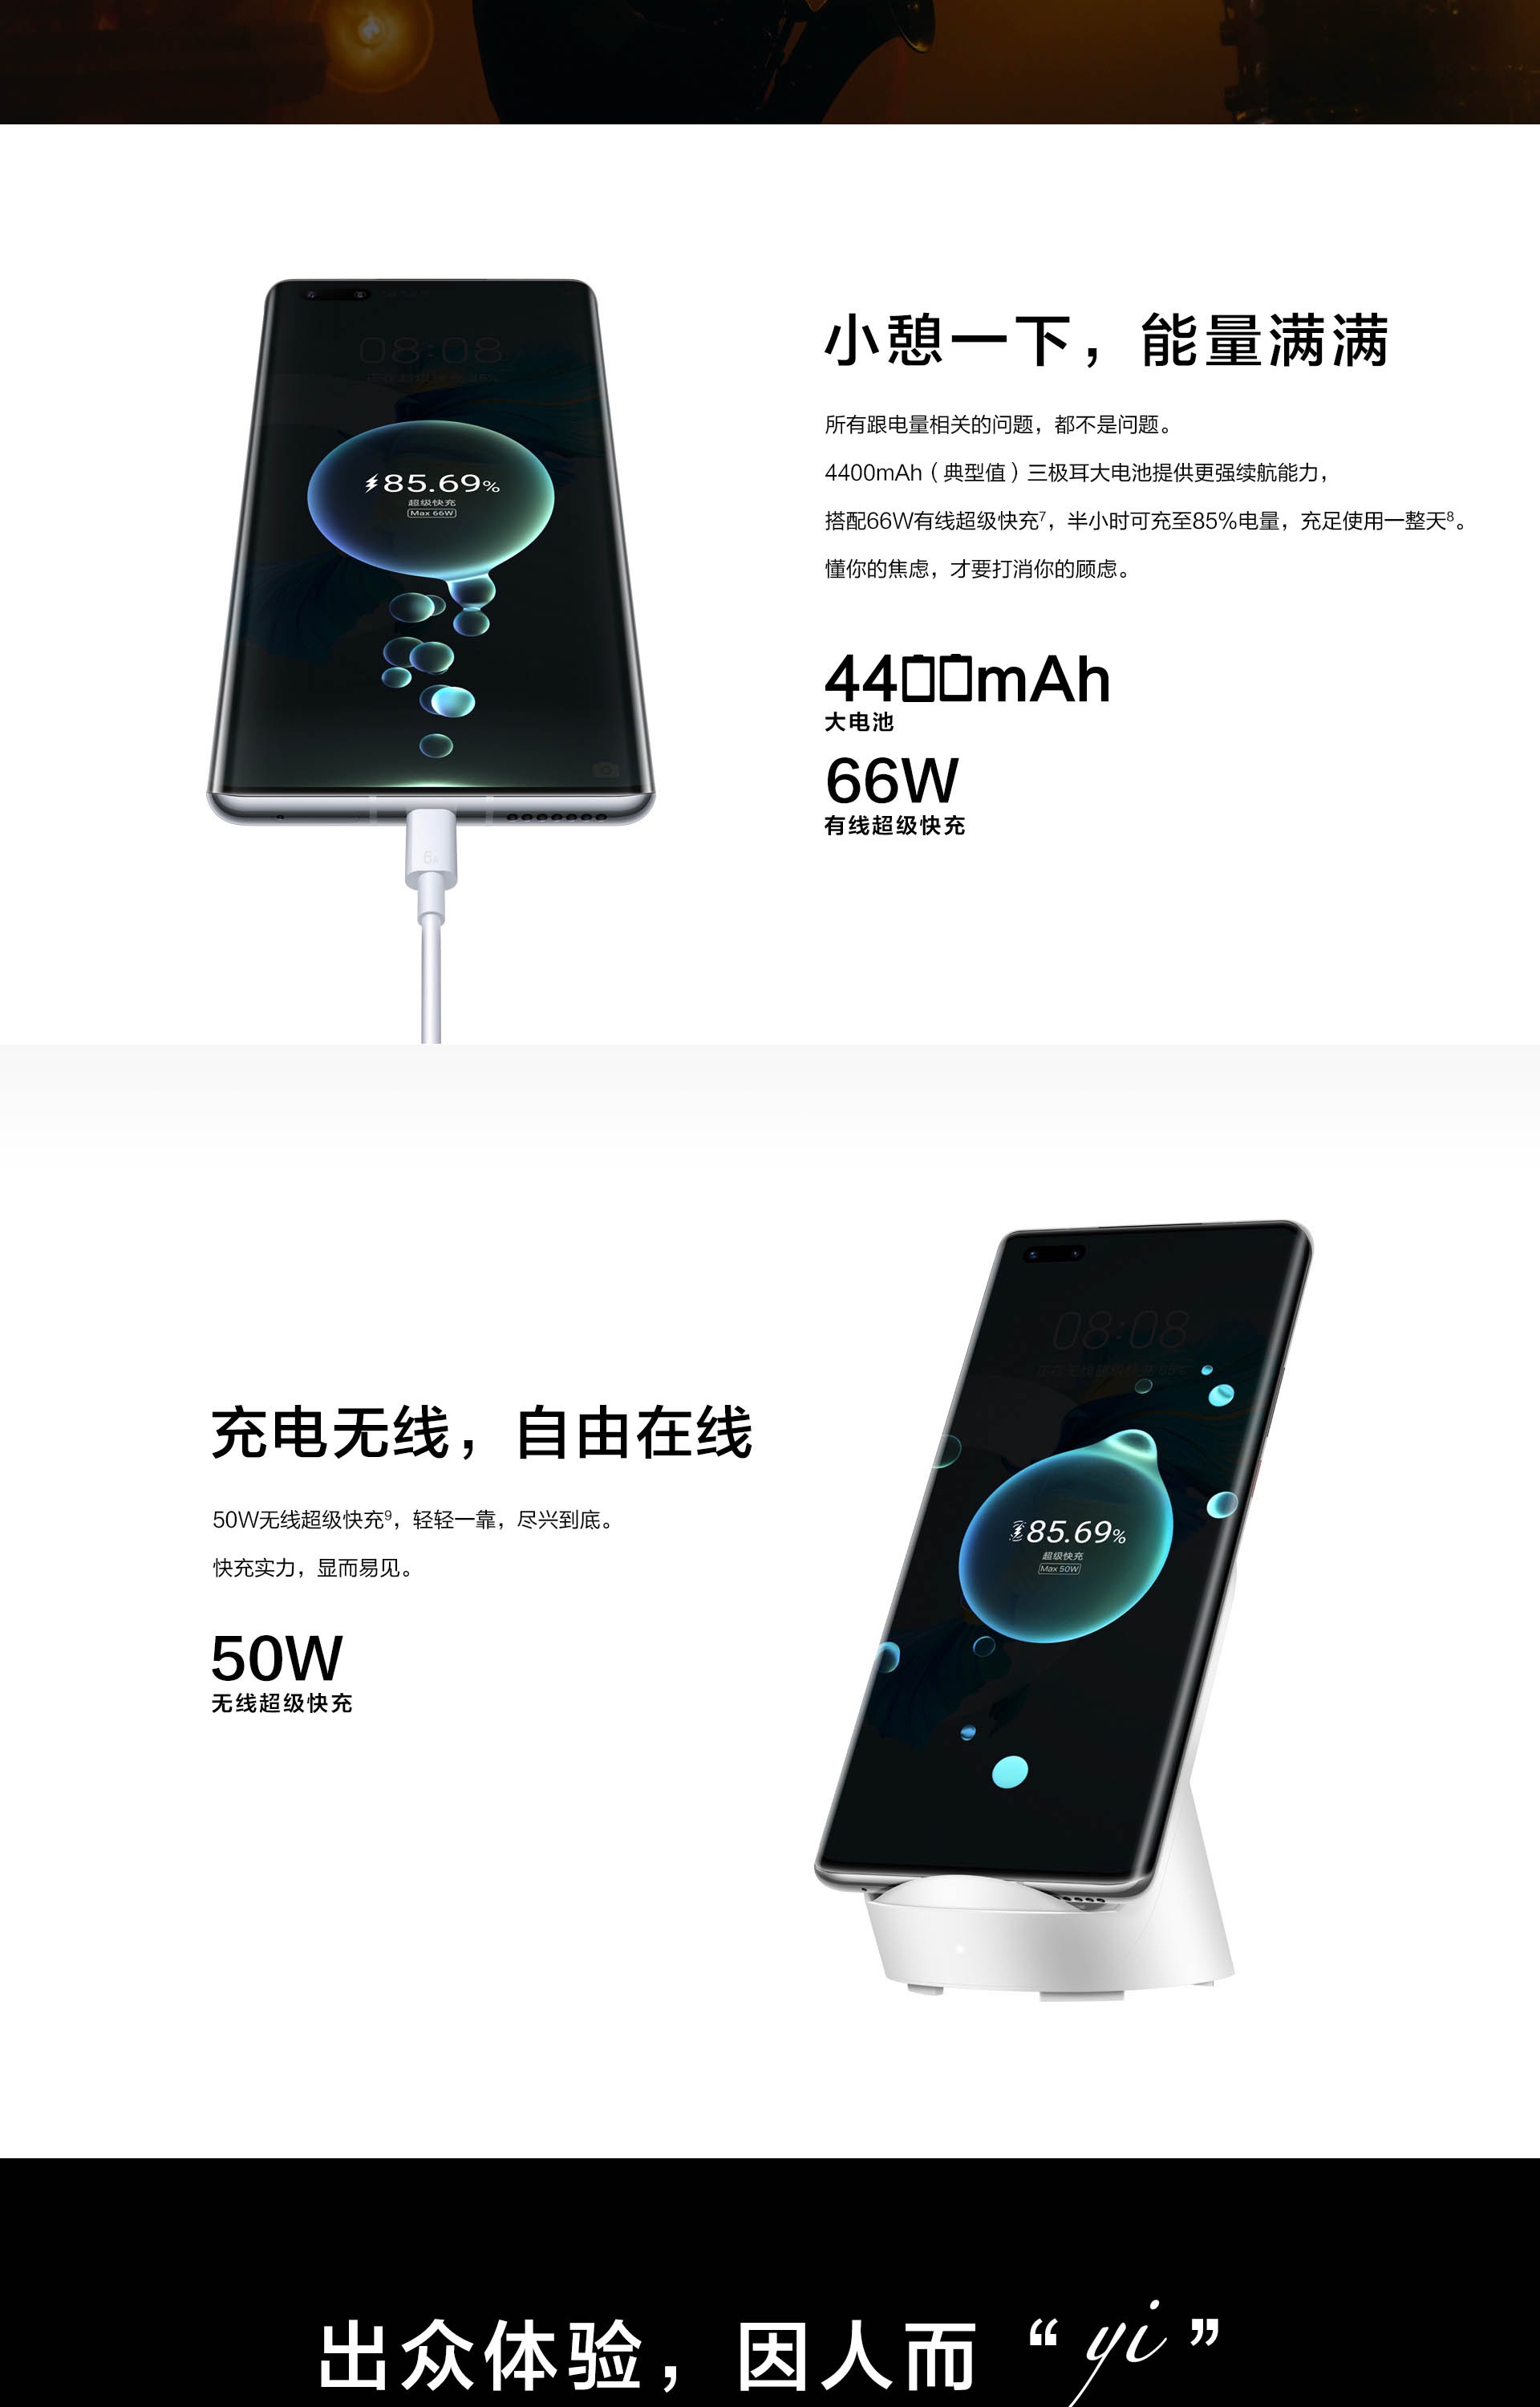 08:08
85.69%
超级快充
Max 66W
6A
小憩一下，能量满满
所有跟电量相关的问题，都不是问题。
4400mAh（典型值）三极耳大电池提供更强续航能力，
搭配66W有线超级快充7，半小时可充至85%电量，充足使用一整天8。
懂你的焦虑，才要打消你的顾虑。
4400mAh
大电池
66W
有线超级快充
充电无线，自由在线
50W无线超级快充9，轻轻一靠，尽兴到底。
快充实力，显而易见。
50W
无线超级快充
08:08
85.69%
超级快充
Max 50W
出众体验，因人而“yi”